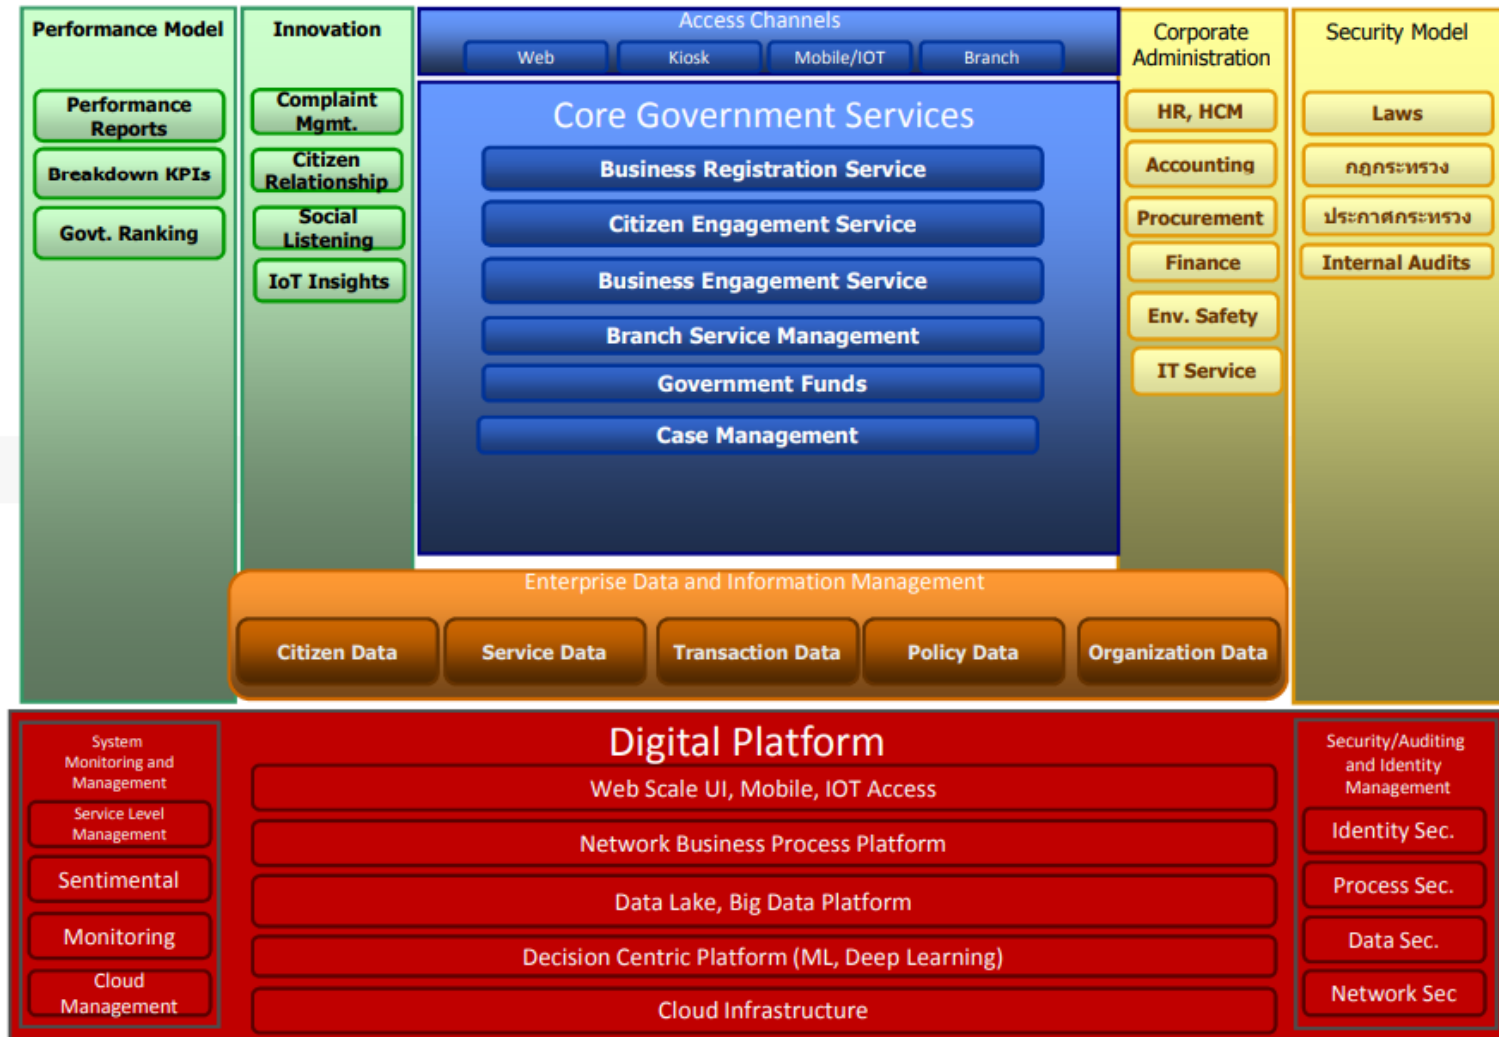 Performance Model
Performance
Reports
Breakdown KPIs
Govt. Ranking
Innovation
Complaint
Mgmt.
Citizen
Relationship
Social
Listening
IoT Insights
Access Channels
Web
Kiosk
Mobile/IOT
Branch
Core Government Services
Business Registration Service
Citizen Engagement Service
Business Engagement Service
Branch Service Management
Government Funds
Case Management
Corporate
Administration
HR, HCM
Accounting
Procurement
Finance
Env. Safety
IT Service
Security Model
Laws
กฎกระทรวง
ประกาศกระทรวง
Internal Audits
Enterprise Data and Information Management
Citizen Data
Service Data
Transaction Data
Policy Data
Organization Data
System
Monitoring and
Management
Service Level
Management
Sentimental
Monitoring
Cloud
Management
Digital Platform
Web Scale UI, Mobile, IOT Access
Network Business Process Platform
Data Lake, Big Data Platform
Decision Centric Platform (ML, Deep Learning)
Cloud Infrastructure
Security/Auditing
and Identity
Management
Identity Sec.
Process Sec.
Data Sec.
Network Sec